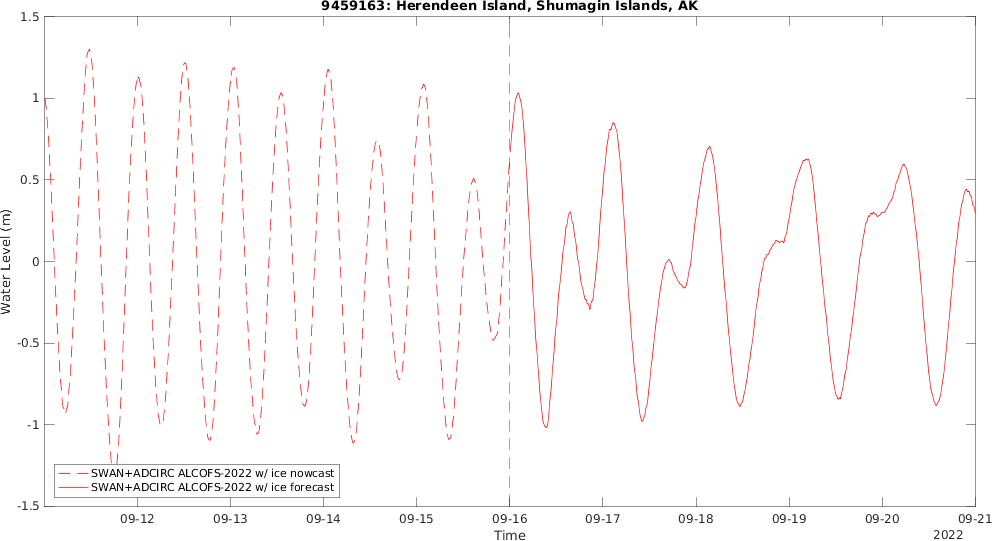 9459163: Herendeen Island, Shumagin Islands, AK
1.5
1
0.5
0
-0.5
-1
-1.5
Water Level (m)
SWAN+ADCIRC ALCOFS-2022 w/ ice nowcast
SWAN+ADCIRC ALCOFS-2022 w/ ice forecast
09-12 09-13 09-14 09-15 09-16 09-17 09-18 09-19 09-20 09-21
Time
2022